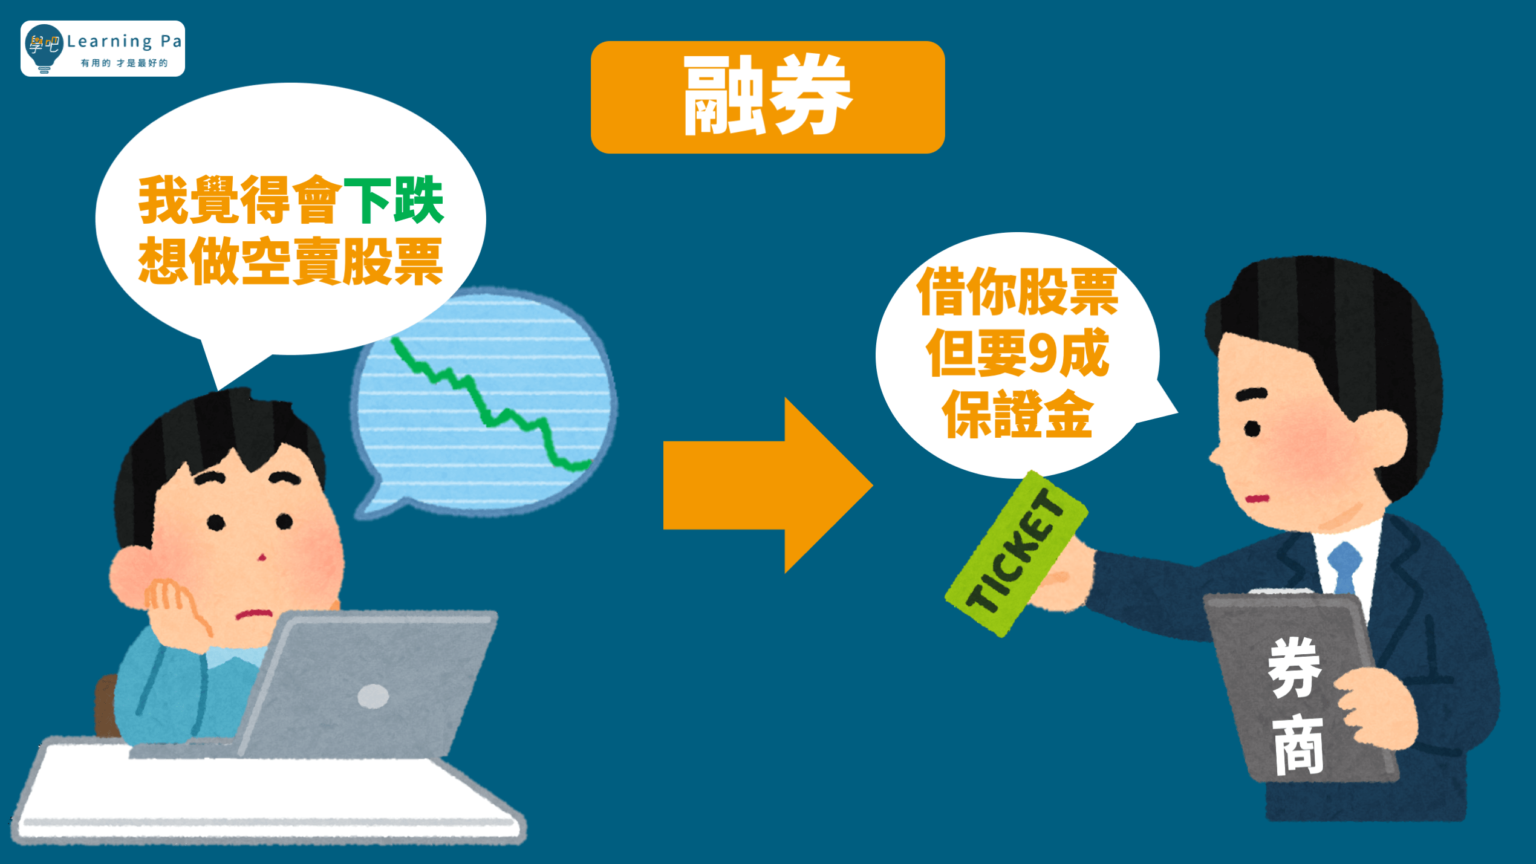 學吧 Learning Pa
有用的 才是最好的
融券
我覺得會下跌
想做空賣股票
借你股票
但要9成
保證金
TICKET
券
商